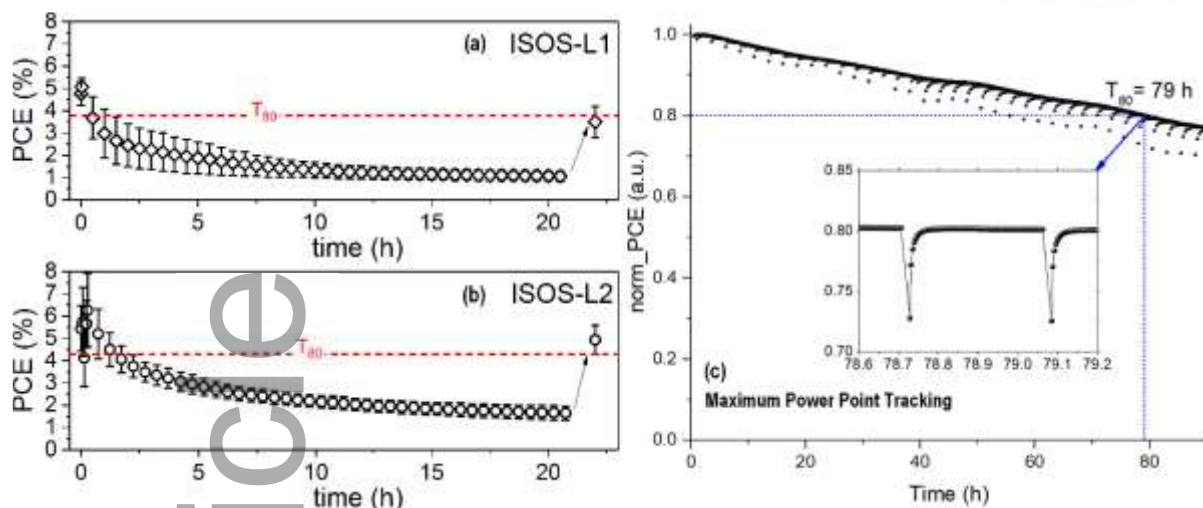 (a) ISOS-L1
PCE (%)
8
7
6
5
4
3
2
1
0
T80
0 5 10 15 20
time (h)
(b) ISOS-L2
PCE (%)
8
7
6
5
4
3
2
1
0
T80
0 5 10 15 20
time (h)
norm_PCE (a.u.)
1.0
0.8
0.6
0.4
0.2
0.0
T80 = 79 h
0.85
0.80
0.75
0.70
78.6 78.7 78.8 78.9 79.0 79.1 79.2
(c)
Maximum Power Point Tracking
0 20 40 60 80
Time (h)
icle